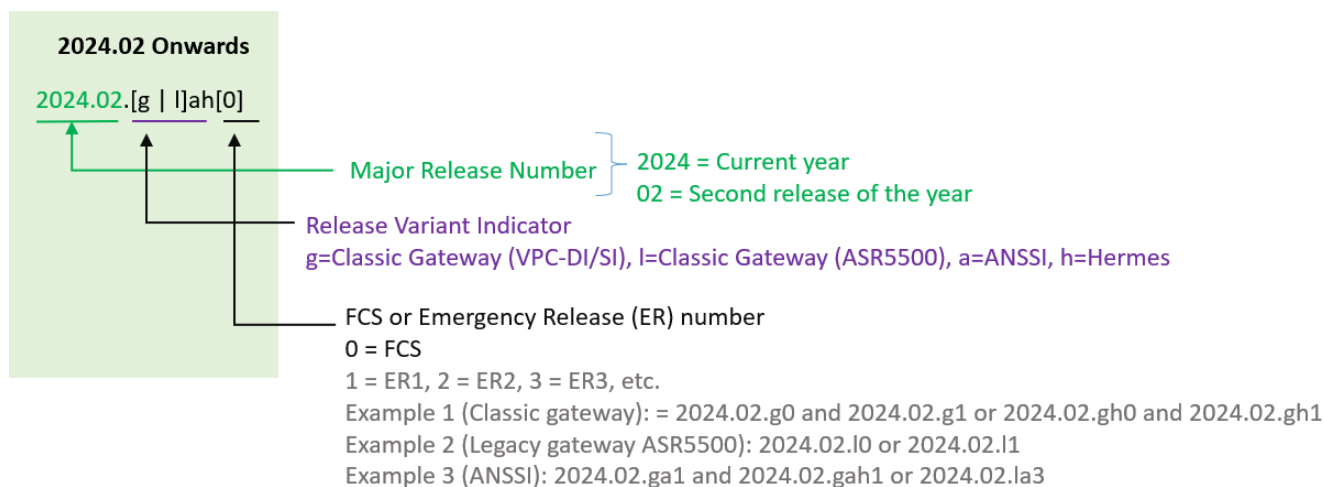 2024.02 Onwards
2024.02.[g | l]ah[0]
Major Release Number
2024 = Current year
02 = Second release of the year
Release Variant Indicator
g=Classic Gateway (VPC-DI/SI), l=Classic Gateway (ASR5500), a=ANSSI, h=Hermes
FCS or Emergency Release (ER) number
0 = FCS
1 = ER1, 2 = ER2, 3 = ER3, etc.
Example 1 (Classic gateway): = 2024.02.g0 and 2024.02.g1 or 2024.02.gh0 and 2024.02.gh1
Example 2 (Legacy gateway ASR5500): 2024.02.l0 or 2024.02.l1
Example 3 (ANSSI): 2024.02.ga1 and 2024.02.gah1 or 2024.02.la3